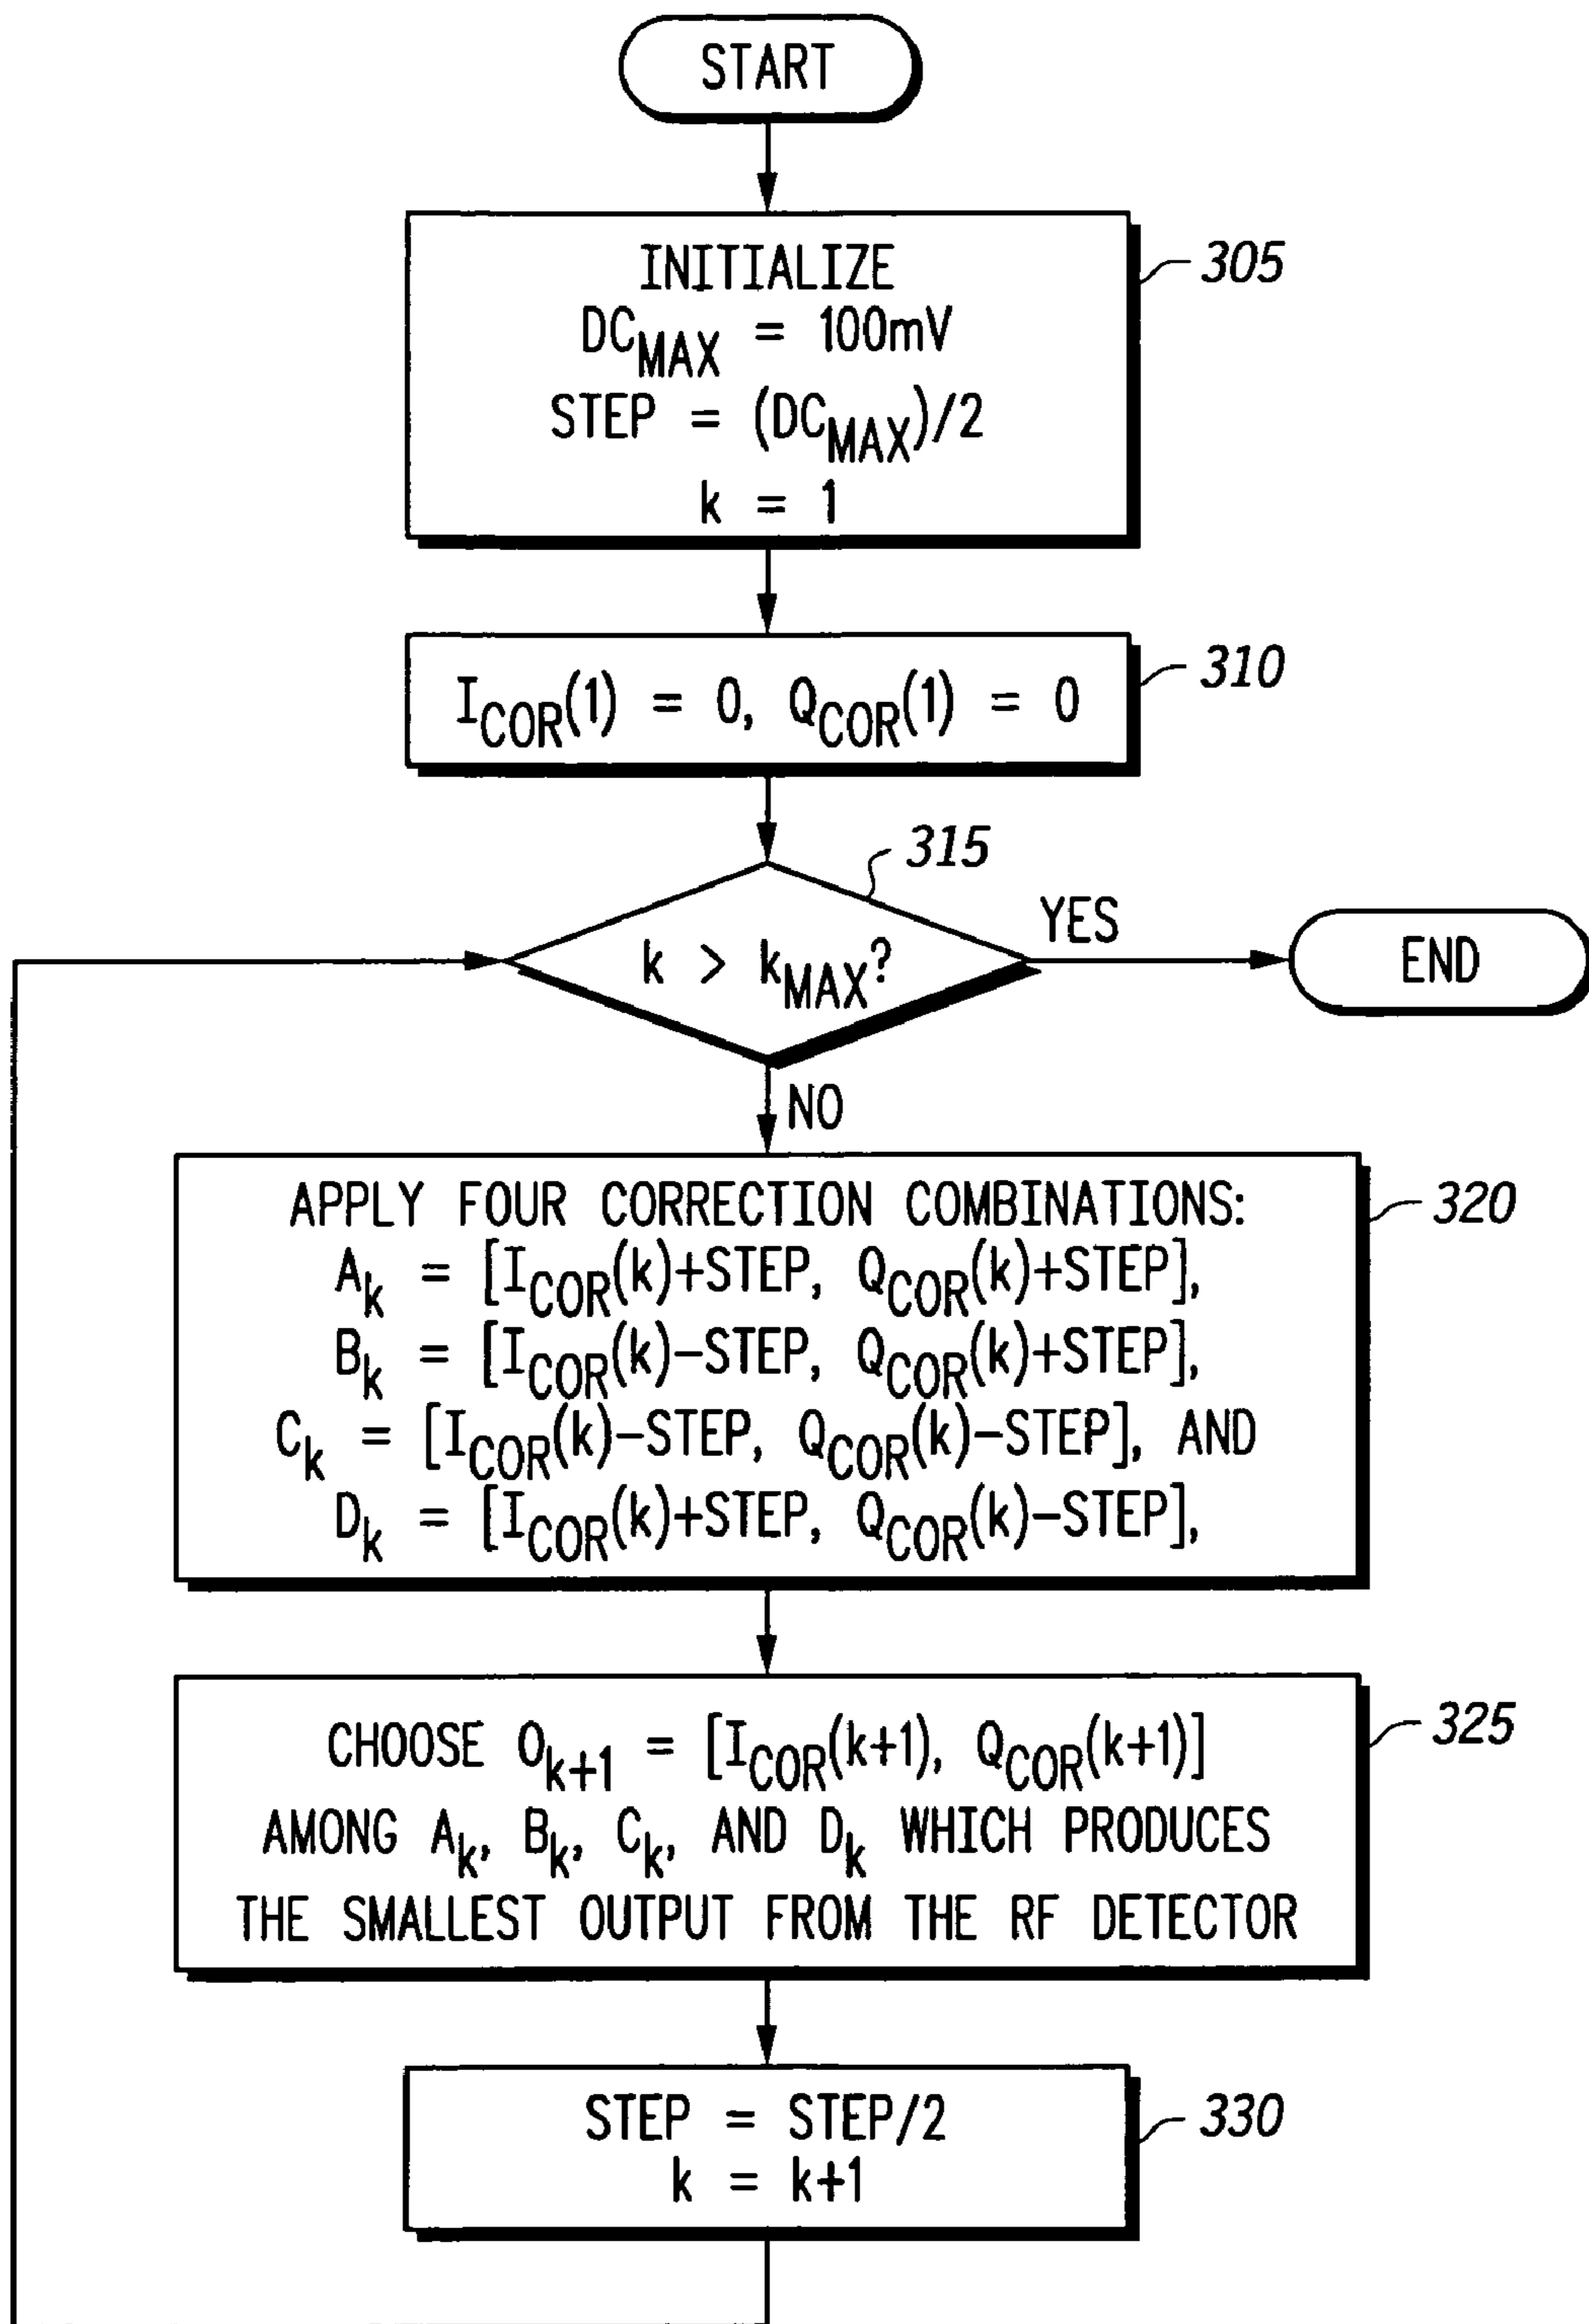 START
INITIALIZE
DCMAX = 100mV
STEP = (DCMAX)/2
k = 1
305
ICOR(1) = 0, QCOR(1) = 0
310
315
k > kMAX?
YES
END
NO
APPLY FOUR CORRECTION COMBINATIONS:
Ak = [ICOR(k)+STEP, QCOR(k)+STEP],
Bk = [ICOR(k)–STEP, QCOR(k)+STEP],
Ck = [ICOR(k)–STEP, QCOR(k)–STEP], AND
Dk = [ICOR(k)+STEP, QCOR(k)–STEP],
320
CHOOSE Ok+1 = [ICOR(k+1), QCOR(k+1)]
AMONG Ak, Bk, Ck, AND Dk WHICH PRODUCES
THE SMALLEST OUTPUT FROM THE RF DETECTOR
325
STEP = STEP/2
k = k+1
330